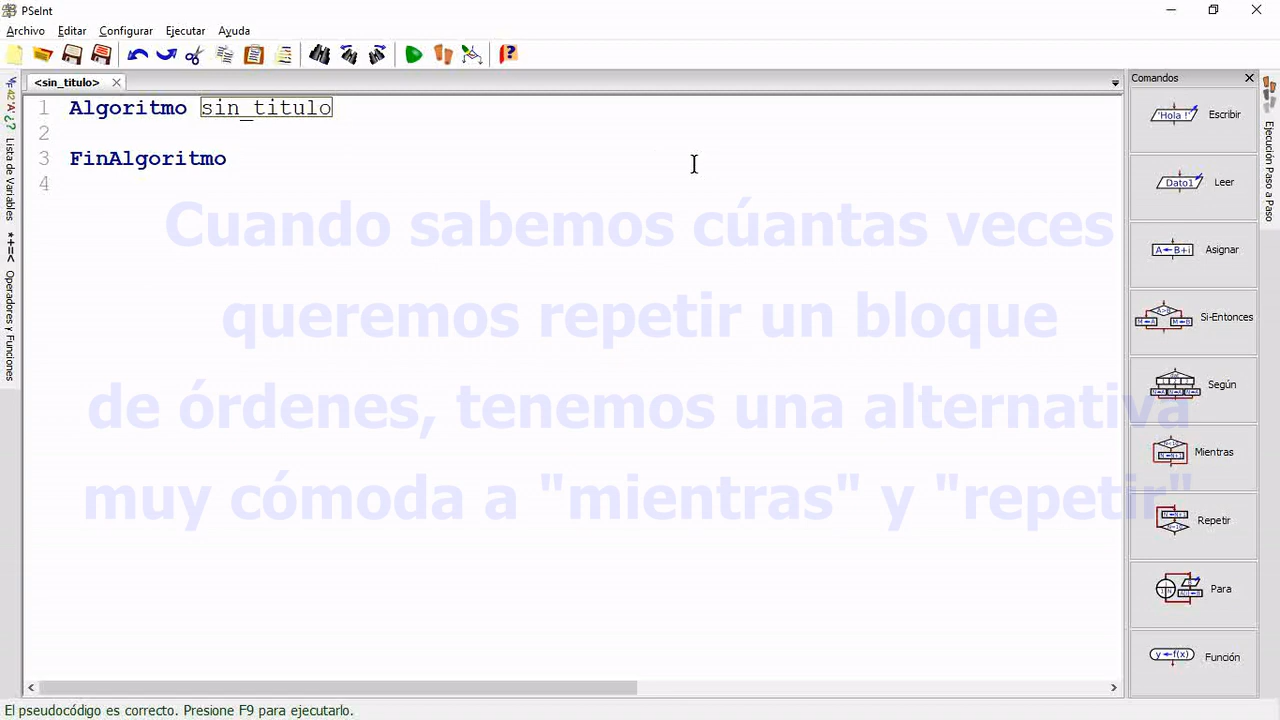 PSeInt
Archivo Editar Configurar Ejecutar Ayuda
<sin_titulo>
1 Algoritmo sin_titulo
2
3 FinAlgoritmo
4
Cuando sabemos cúantas veces
queremos repetir un bloque
de órdenes, tenemos una alternativa
muy cómoda a "mientras" y "repetir"
Lista de Variables
*+=< Operadores y Funciones
Comandos
'Hola !' Escribir
Dato1 Leer
A←B+i Asignar
Si-Entonces
Según
Mientras
Repetir
Para
y←f(x) Función
Ejecución Paso a Paso
El pseudocódigo es correcto. Presione F9 para ejecutarlo.